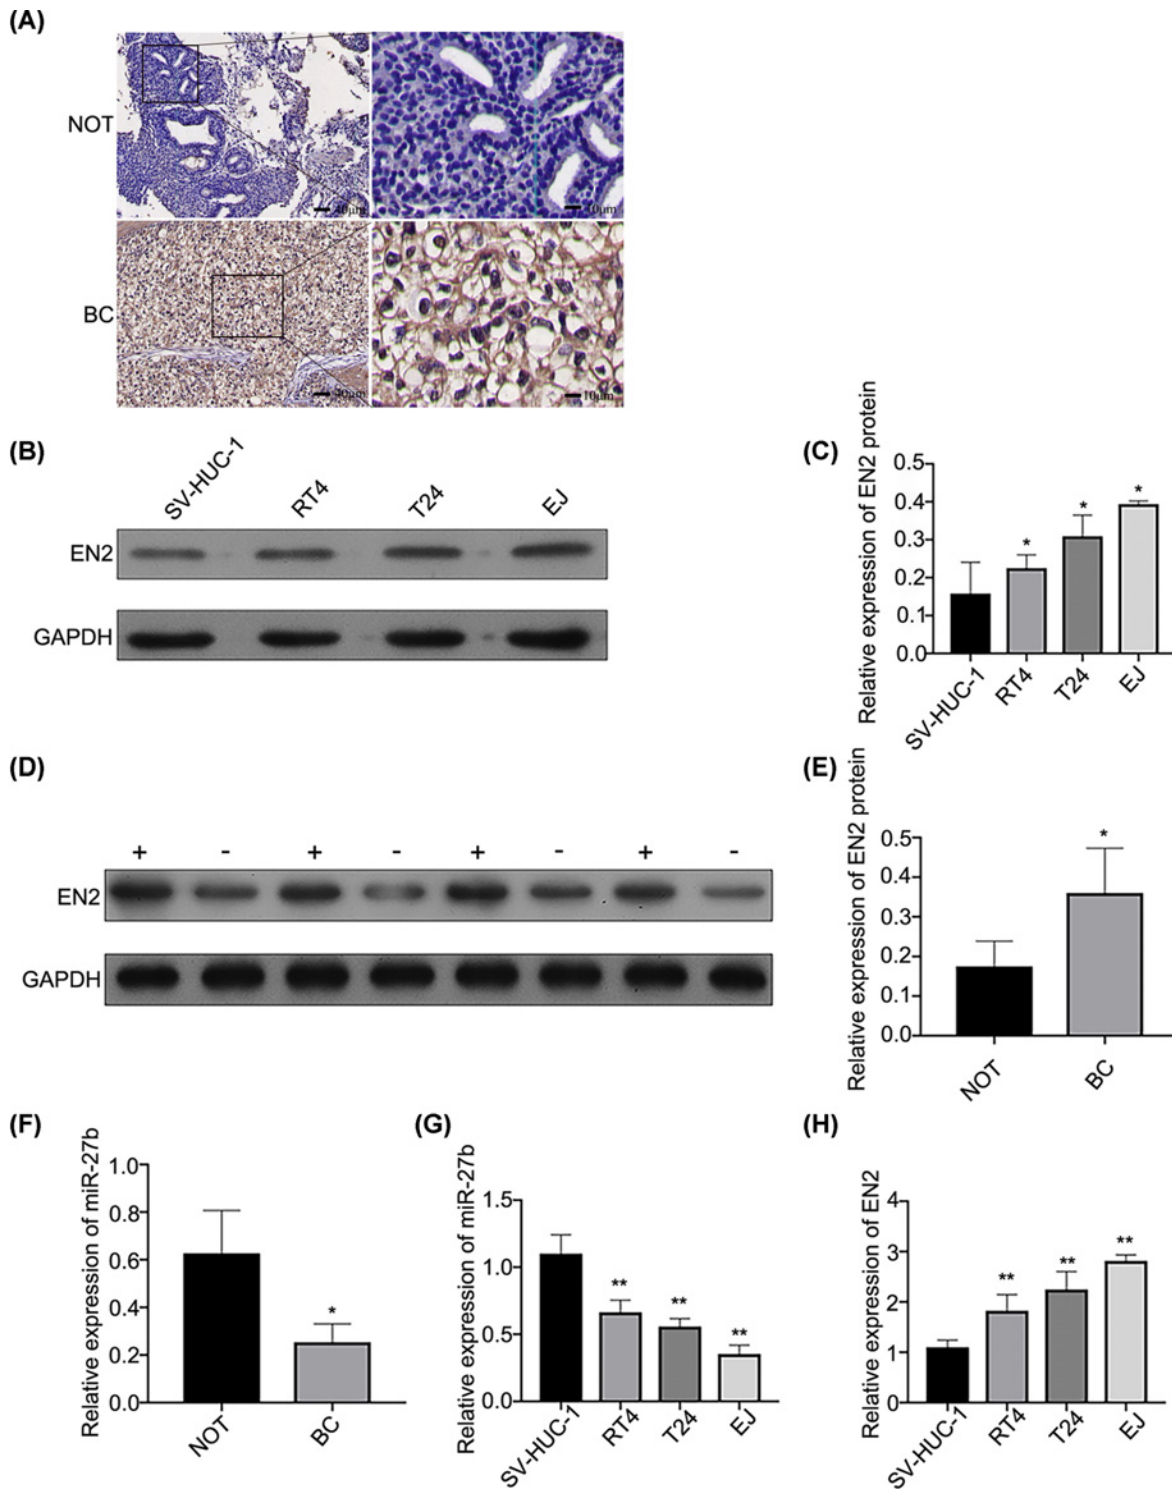 (A)
NOT
40μm
10μm
BC
40μm
10μm
(B)
SV-HUC-1
RT4
T24
EJ
EN2
GAPDH
(C)
Relative expression of EN2 protein
0.5
0.4
0.3
0.2
0.1
0.0
*
*
*
SV-HUC-1
RT4
T24
EJ
(D)
+ - + - + - + -
EN2
GAPDH
(E)
Relative expression of EN2 protein
0.5
0.4
0.3
0.2
0.1
0.0
*
NOT
BC
(F)
Relative expression of miR-27b
1.0
0.8
0.6
0.4
0.2
0.0
*
NOT
BC
(G)
Relative expression of miR-27b
1.5
1.0
0.5
0.0
**
**
**
SV-HUC-1
RT4
T24
EJ
(H)
Relative expression of EN2
4
3
2
1
0
**
**
**
SV-HUC-1
RT4
T24
EJ